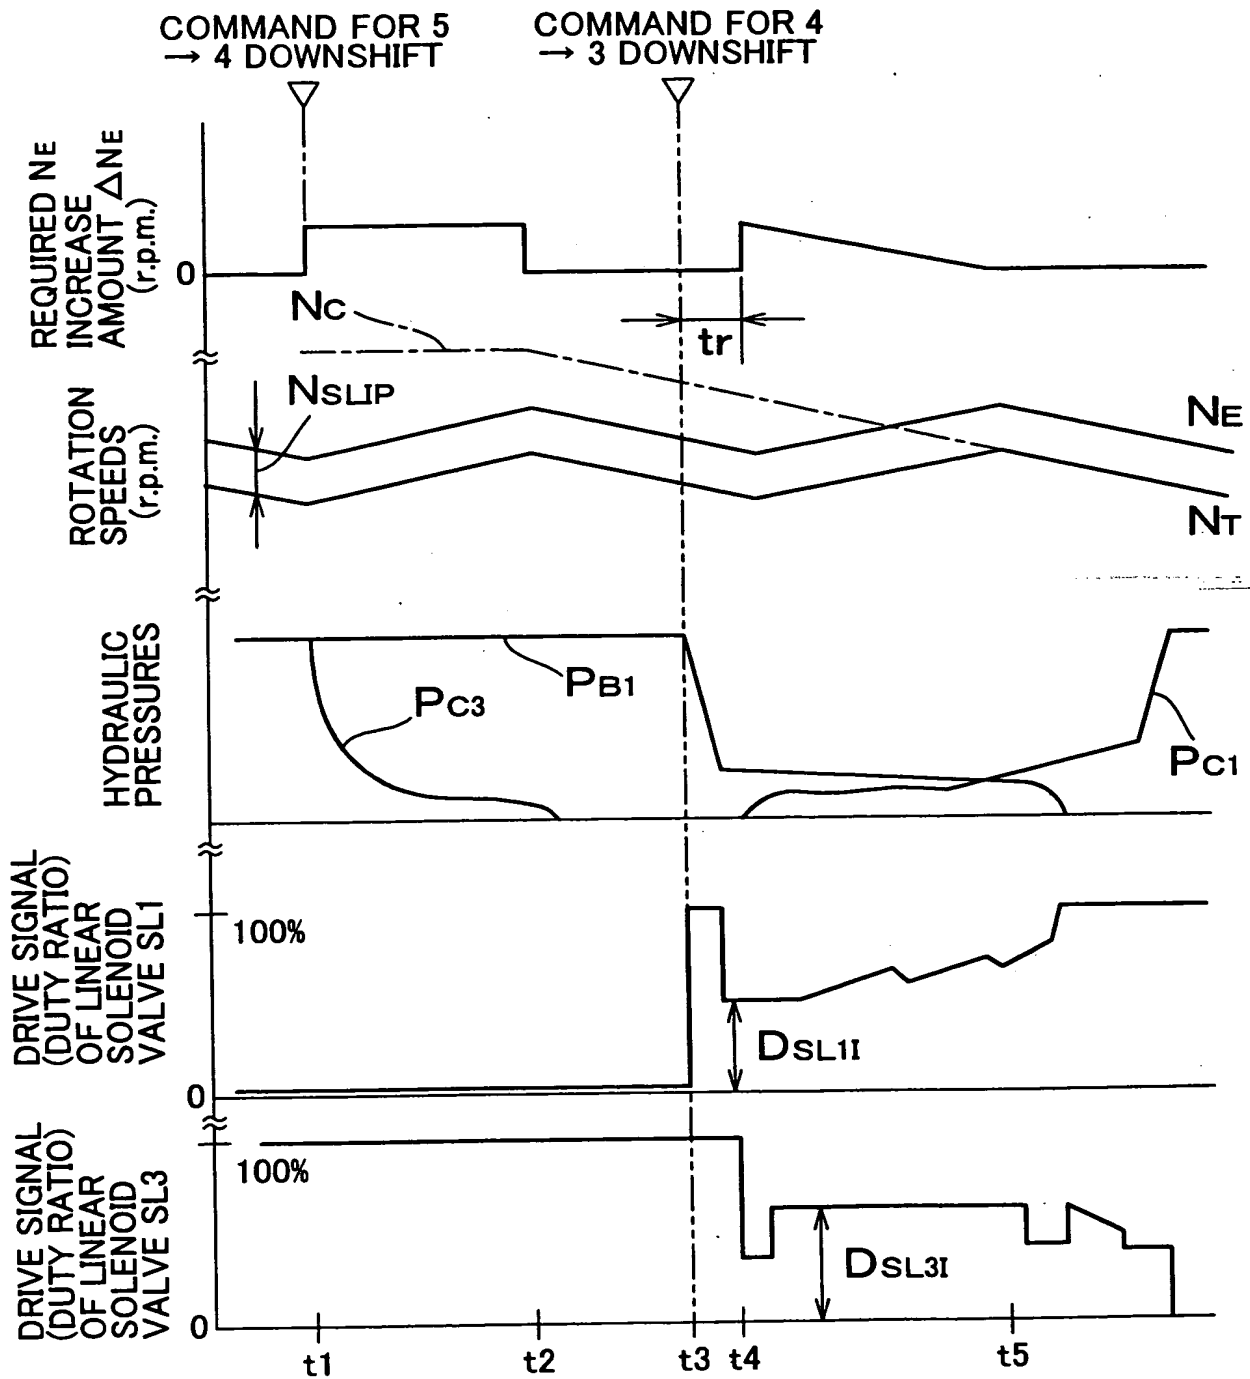 COMMAND FOR 5
→ 4 DOWNSHIFT
COMMAND FOR 4
→ 3 DOWNSHIFT
REQUIRED NE
INCREASE
AMOUNT △NE
(r.p.m.)
0
NC
tr
NSLIP
ROTATION
SPEEDS
(r.p.m.)
NE
NT
HYDRAULIC
PRESSURES
PC3
PB1
PC1
DRIVE SIGNAL
(DUTY RATIO)
OF LINEAR
SOLENOID
VALVE SL1
100%
DSL1I
0
DRIVE SIGNAL
(DUTY RATIO)
OF LINEAR
SOLENOID
VALVE SL3
100%
DSL3I
0
t1 t2 t3 t4 t5